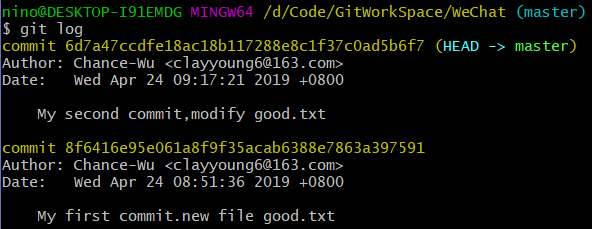 nino@DESKTOP-I91EMDG MINGW64 /d/Code/GitWorkSpace/WeChat (master)
$ git log
commit 6d7a47ccdfe18ac18b117288e8c1f37c0ad5b6f7 (HEAD -> master)
Author: Chance-Wu <clayyoung6@163.com>
Date:   Wed Apr 24 09:17:21 2019 +0800
    My second commit,modify good.txt
commit 8f6416e95e061a8f9f35acab6388e7863a397591
Author: Chance-Wu <clayyoung6@163.com>
Date:   Wed Apr 24 08:51:36 2019 +0800
    My first commit.new file good.txt